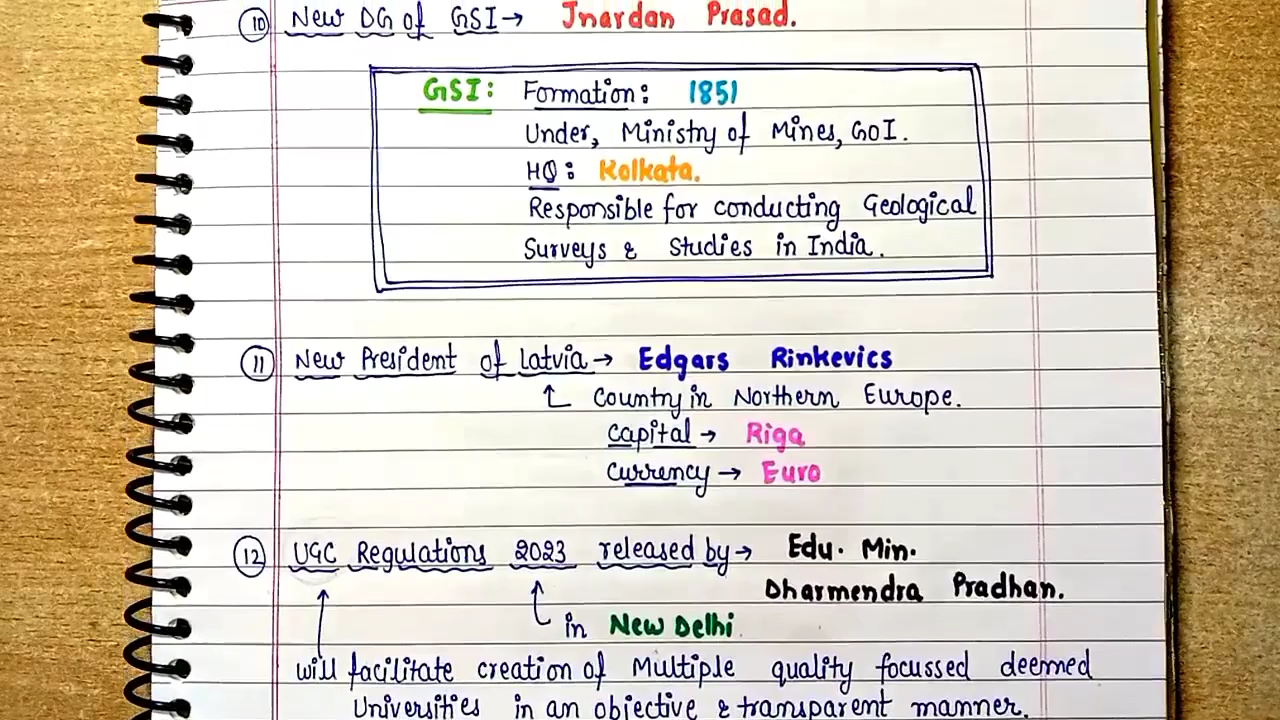 10 New DG of GSI → Jnardan Prasad.
GSI: Formation: 1851
Under, Ministry of Mines, GOI.
HQ: Kolkata.
Responsible for conducting Geological
Surveys & Studies in India.
11 New President of Latvia → Edgars Rinkevics
↑ Country in Northern Europe.
Capital → Riga
Currency → Euro
12 UGC Regulations 2023 released by → Edu. Min.
Dharmendra Pradhan.
in New Delhi.
will facilitate creation of Multiple quality focussed deemed
Universities in an objective & transparent manner.